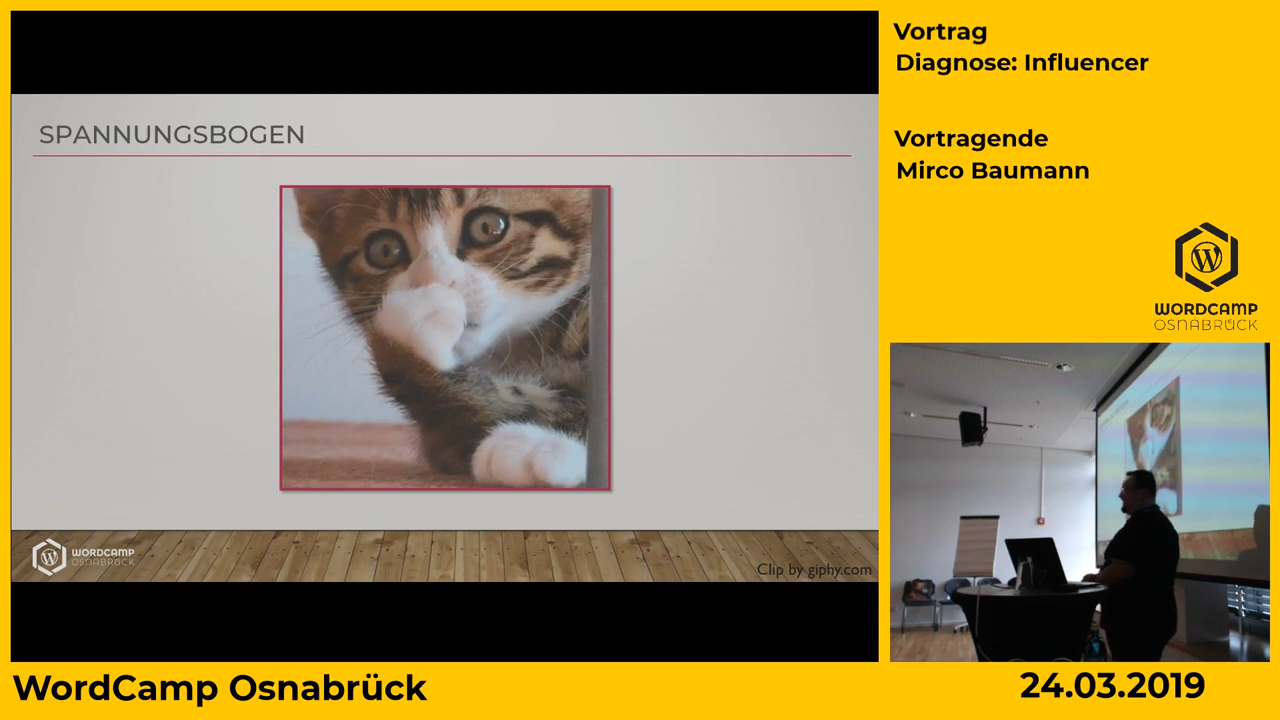 SPANNUNGSBOGEN
WORDCAMP
OSNABRÜCK
Clip by giphy.com
Vortrag
Diagnose: Influencer
Vortragende
Mirco Baumann
WORDCAMP
OSNABRÜCK
WordCamp Osnabrück
24.03.2019